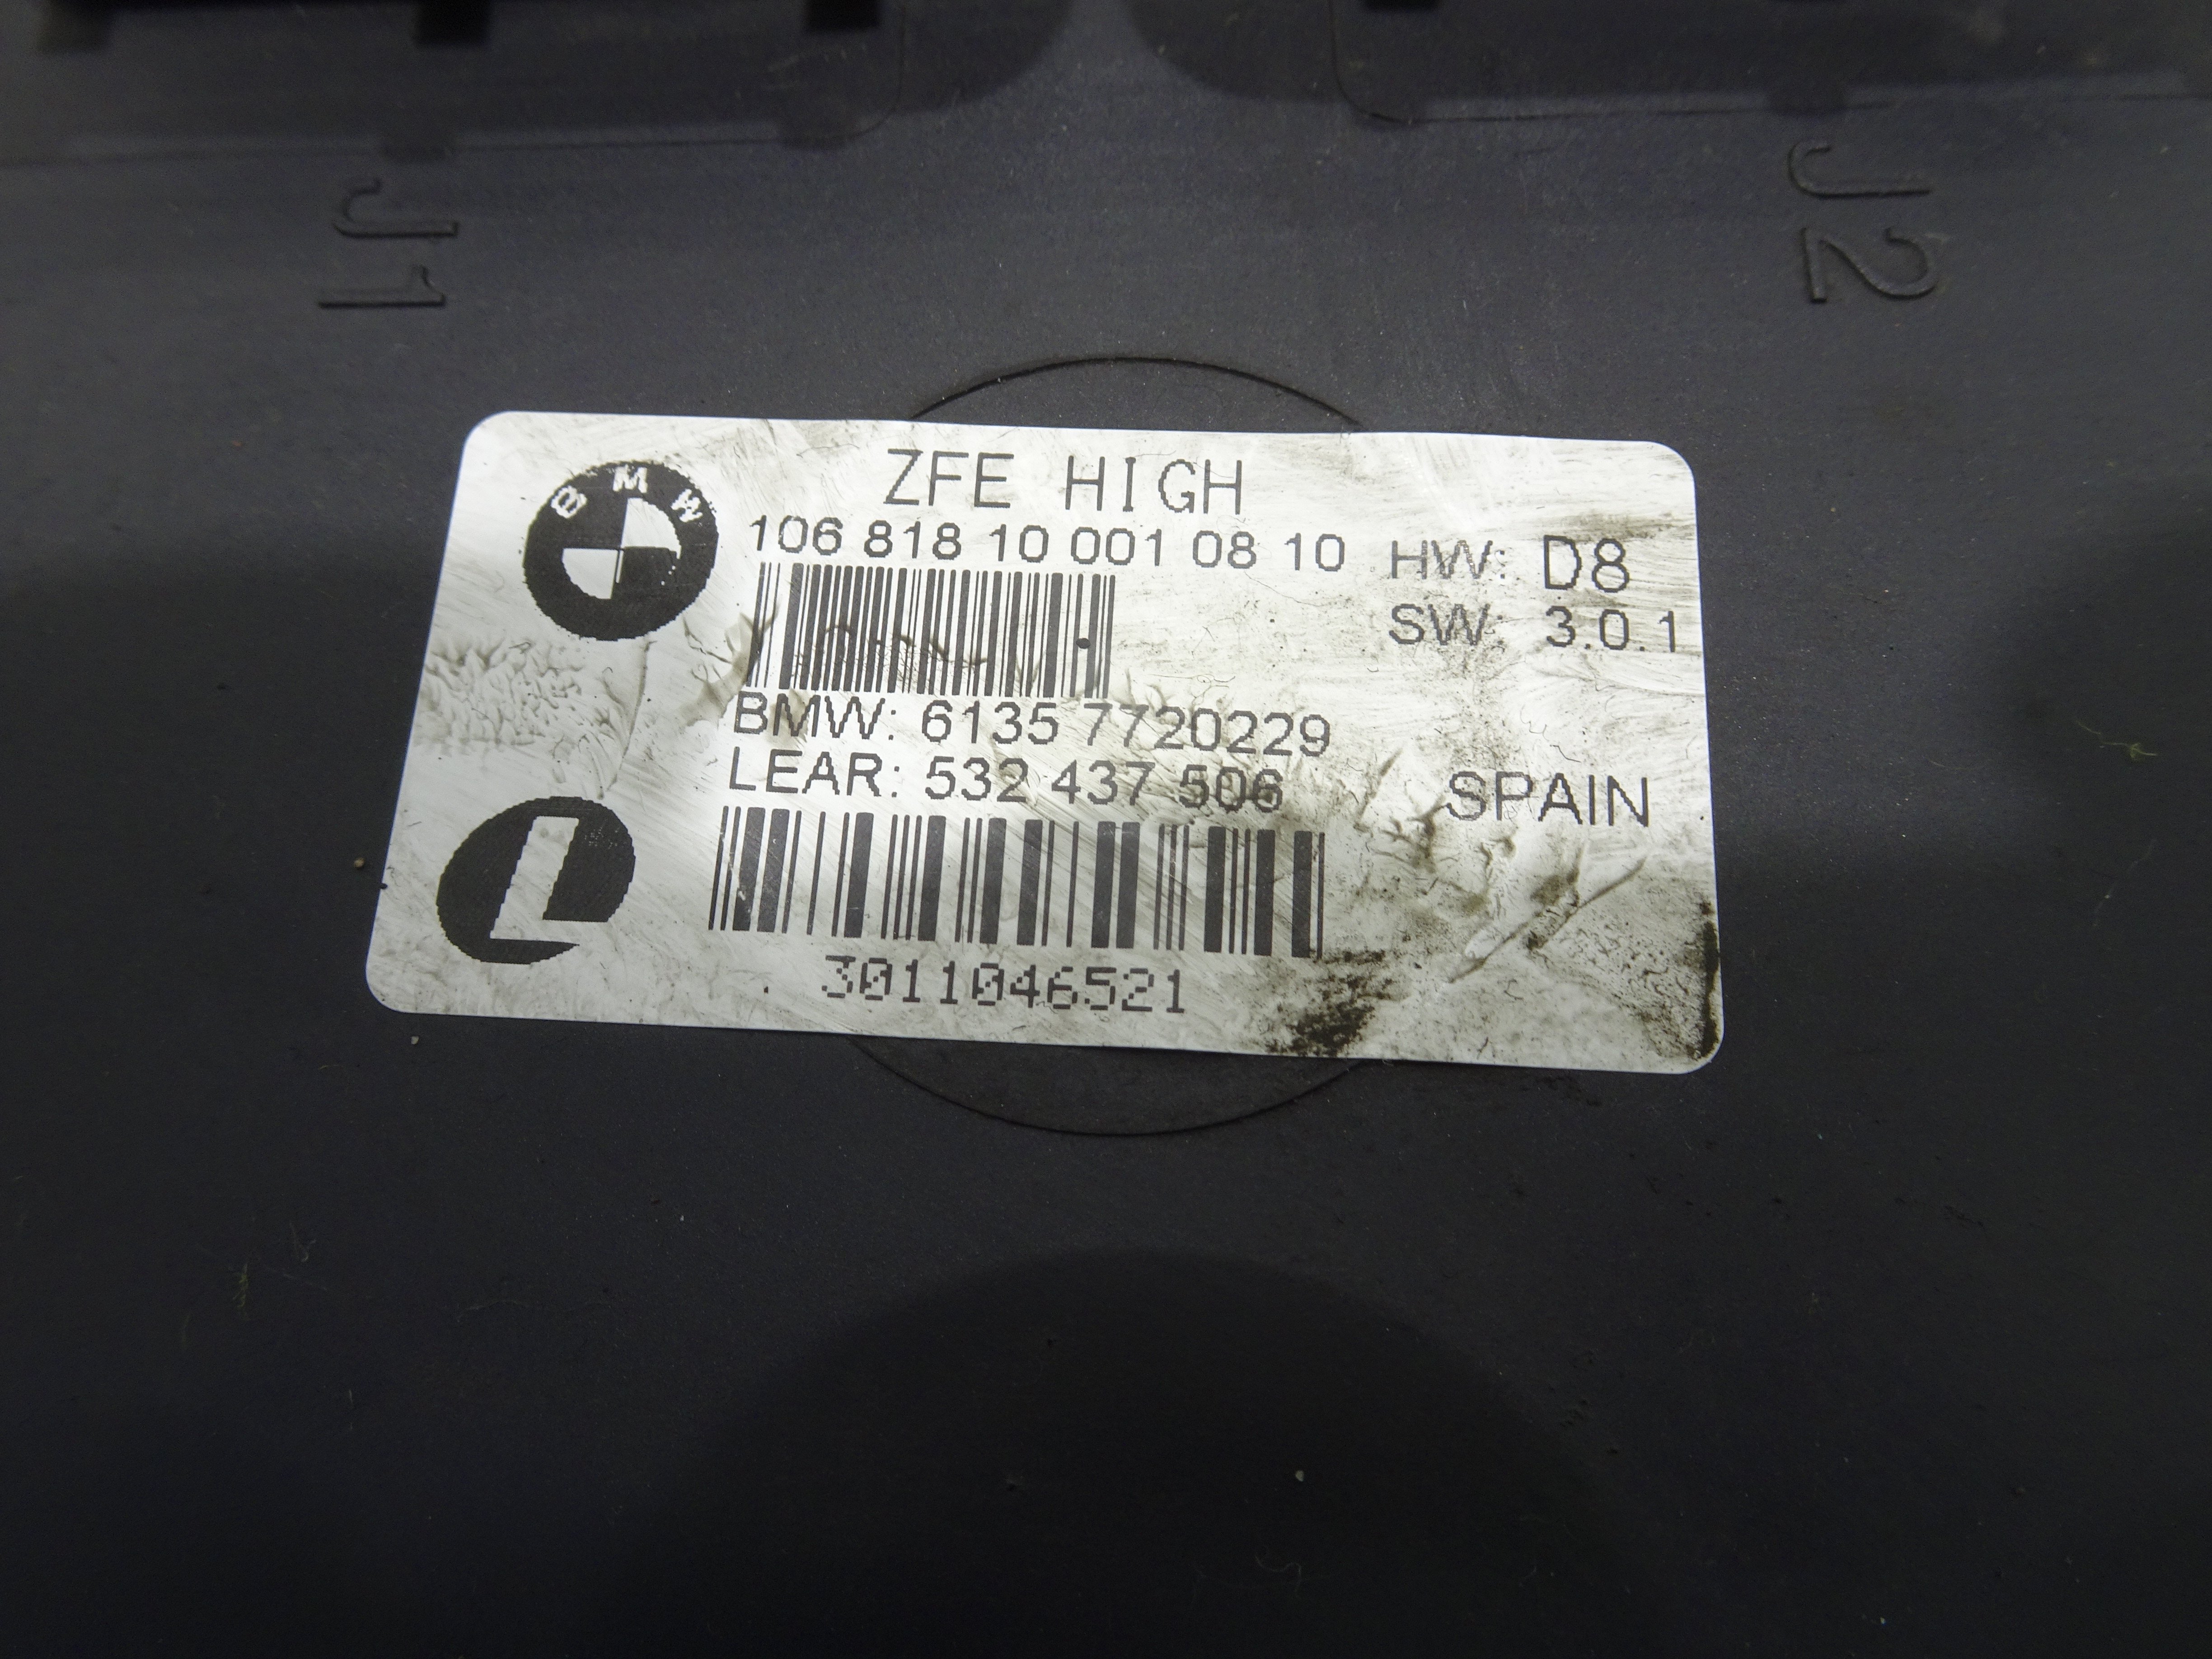 J1
J2
BMW
ZFE HIGH
106 818 10 001 08 10
HW: D8
SW: 3.0.1
BMW: 6135 7720229
LEAR: 532 437 506
SPAIN
L
3011046521